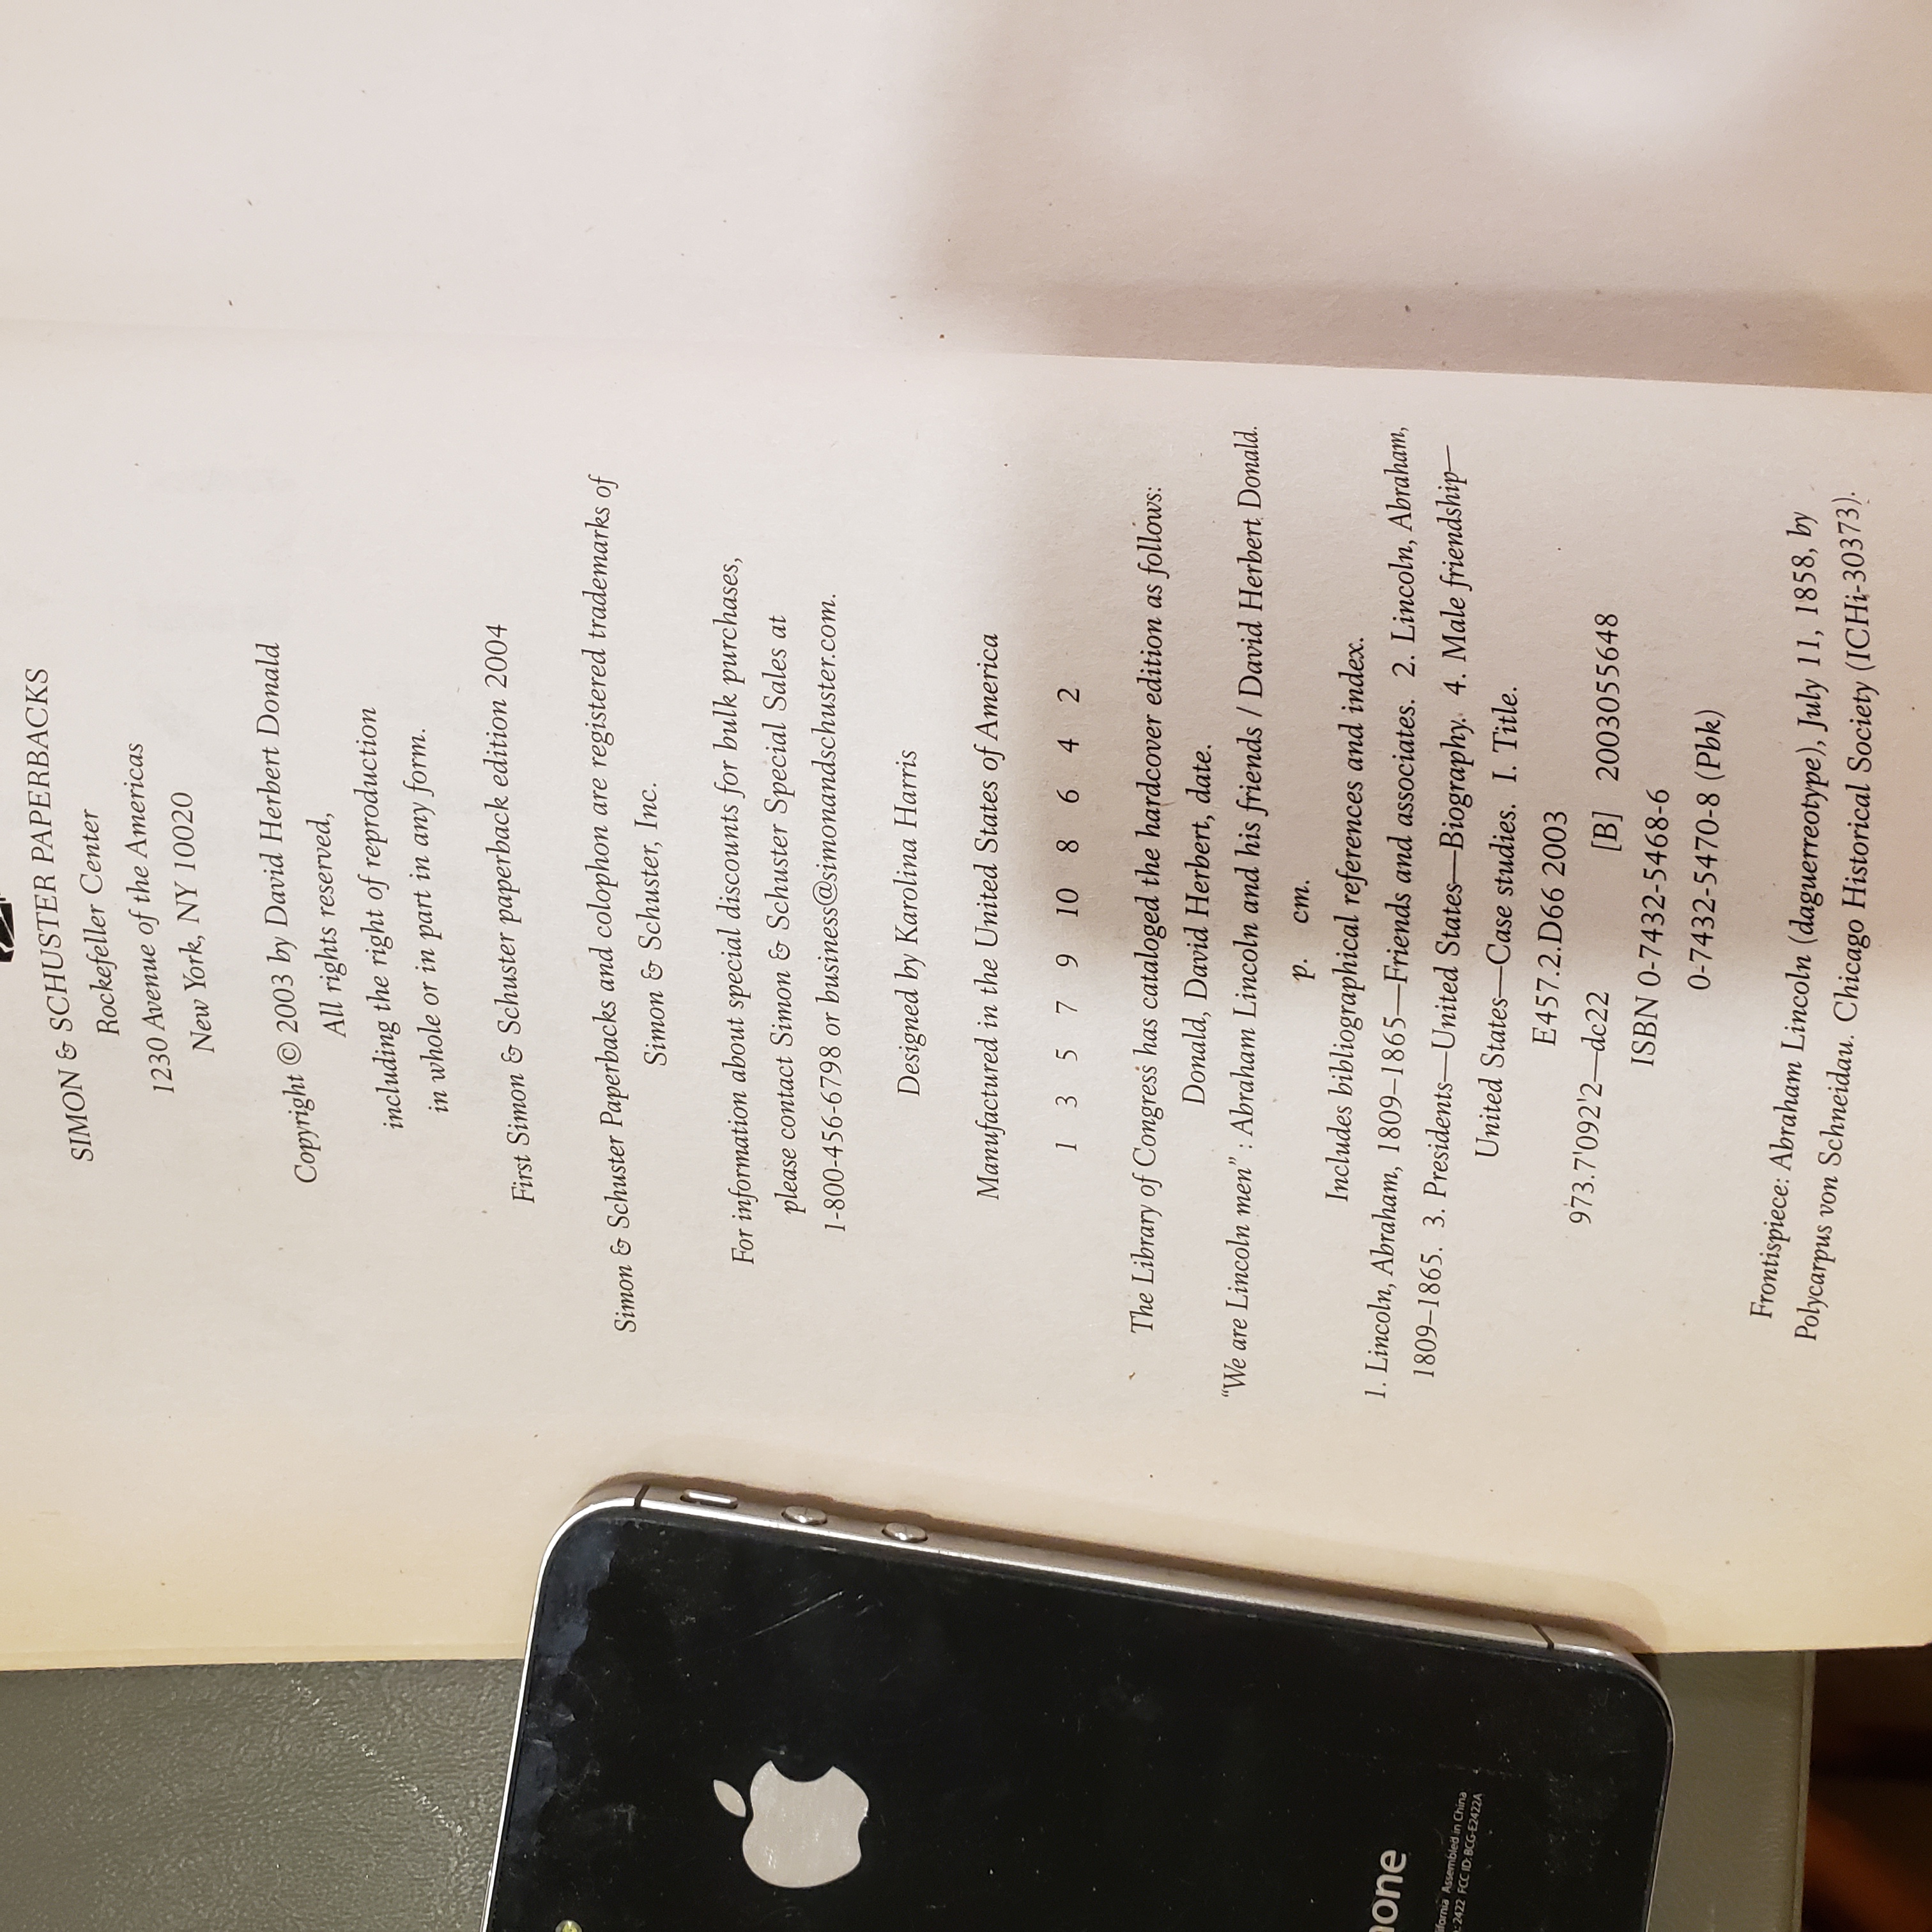 SIMON & SCHUSTER PAPERBACKS
Rockefeller Center
1230 Avenue of the Americas
New York, NY 10020
Copyright © 2003 by David Herbert Donald
All rights reserved,
including the right of reproduction
in whole or in part in any form.
First Simon & Schuster paperback edition 2004
Simon & Schuster Paperbacks and colophon are registered trademarks of
Simon & Schuster, Inc.
For information about special discounts for bulk purchases,
please contact Simon & Schuster Special Sales at
1-800-456-6798 or business@simonandschuster.com.
Designed by Karolina Harris
Manufactured in the United States of America
1 3 5 7 9 10 8 6 4 2
The Library of Congress has cataloged the hardcover edition as follows:
Donald, David Herbert, date.
“We are Lincoln men” : Abraham Lincoln and his friends / David Herbert Donald.
p. cm.
Includes bibliographical references and index.
1. Lincoln, Abraham, 1809–1865—Friends and associates. 2. Lincoln, Abraham,
1809–1865. 3. Presidents—United States—Biography. 4. Male friendship—
United States—Case studies. I. Title.
E457.2.D66 2003
973.7'092'2—dc22 [B] 2003055648
ISBN 0-7432-5468-6
0-7432-5470-8 (Pbk)
Frontispiece: Abraham Lincoln (daguerreotype), July 11, 1858, by
Polycarpus von Schneidau. Chicago Historical Society (ICHi-30373).
hone
ifornia Assembled in China
.: 2422 FCC ID: BCG-E2422A